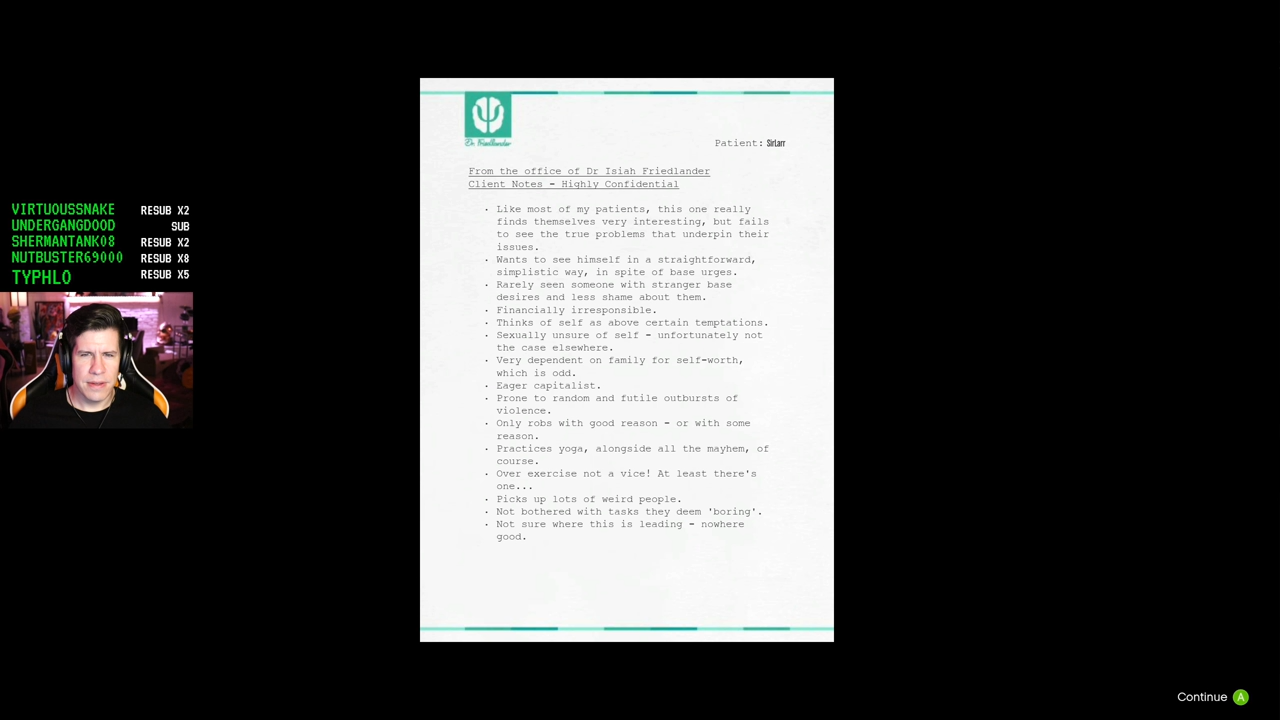 Dr Friedlander
Patient: SirLarr
From the office of Dr Isiah Friedlander
Client Notes - Highly Confidential
· Like most of my patients, this one really
finds themselves very interesting, but fails
to see the true problems that underpin their
issues.
· Wants to see himself in a straightforward,
simplistic way, in spite of base urges.
· Rarely seen someone with stranger base
desires and less shame about them.
· Financially irresponsible.
· Thinks of self as above certain temptations.
· Sexually unsure of self - unfortunately not
the case elsewhere.
· Very dependent on family for self-worth,
which is odd.
· Eager capitalist.
· Prone to random and futile outbursts of
violence.
· Only robs with good reason - or with some
reason.
· Practices yoga, alongside all the mayhem, of
course.
· Over exercise not a vice! At least there's
one...
· Picks up lots of weird people.
· Not bothered with tasks they deem 'boring'.
· Not sure where this is leading - nowhere
good.
VIRTUOUSSNAKE RESUB X2
UNDERGANGDOOD SUB
SHERMANTANK08 RESUB X2
NUTBUSTER69000 RESUB X8
TYPHLO RESUB X5
Continue A